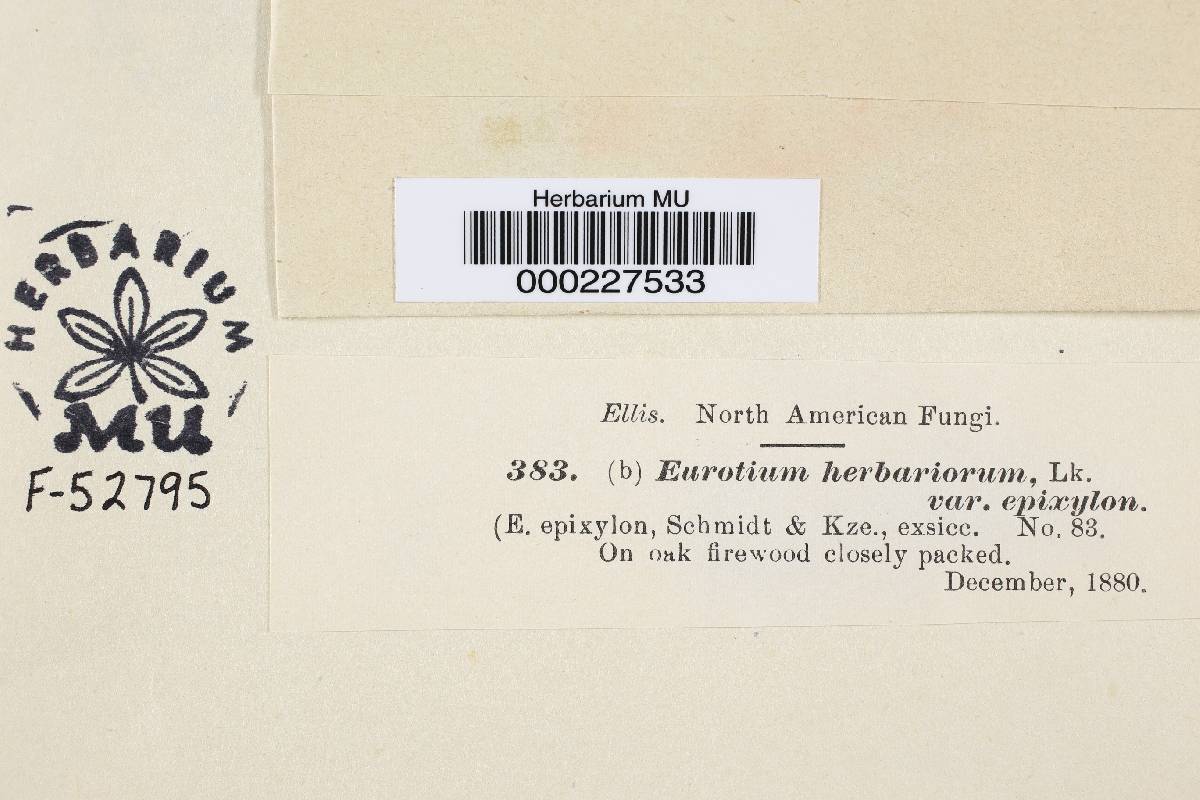 Herbarium MU
000227533
HERBARIUM
MU
F-52795
Ellis. North American Fungi.
383. (b) Eurotium herbariorum, Lk.
var. epixylon.
(E. epixylon, Schmidt & Kze., exsicc. No. 83.
On oak firewood closely packed.
December, 1880.